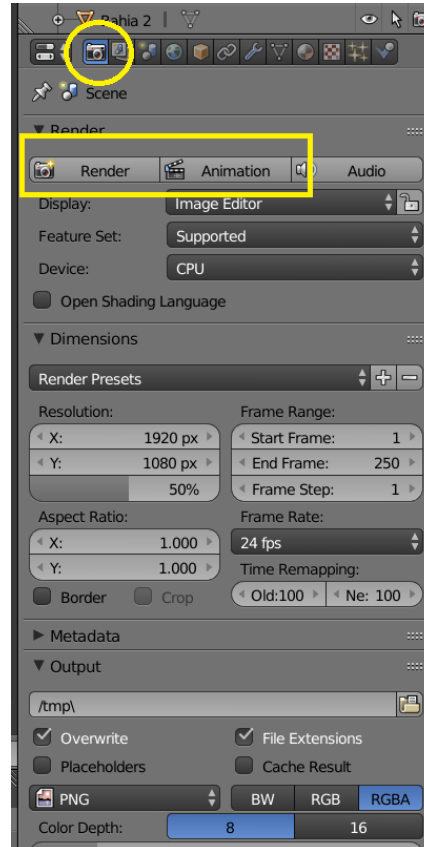 Bahia 2
Scene
Render
Render Animation Audio
Display: Image Editor
Feature Set: Supported
Device: CPU
Open Shading Language
Dimensions
Render Presets
Resolution: Frame Range:
X: 1920 px Start Frame: 1
Y: 1080 px End Frame: 250
50% Frame Step: 1
Aspect Ratio: Frame Rate:
X: 1.000 24 fps
Y: 1.000 Time Remapping:
Border Crop Old:100 Ne: 100
Metadata
Output
/tmp\
Overwrite File Extensions
Placeholders Cache Result
PNG BW RGB RGBA
Color Depth: 8 16